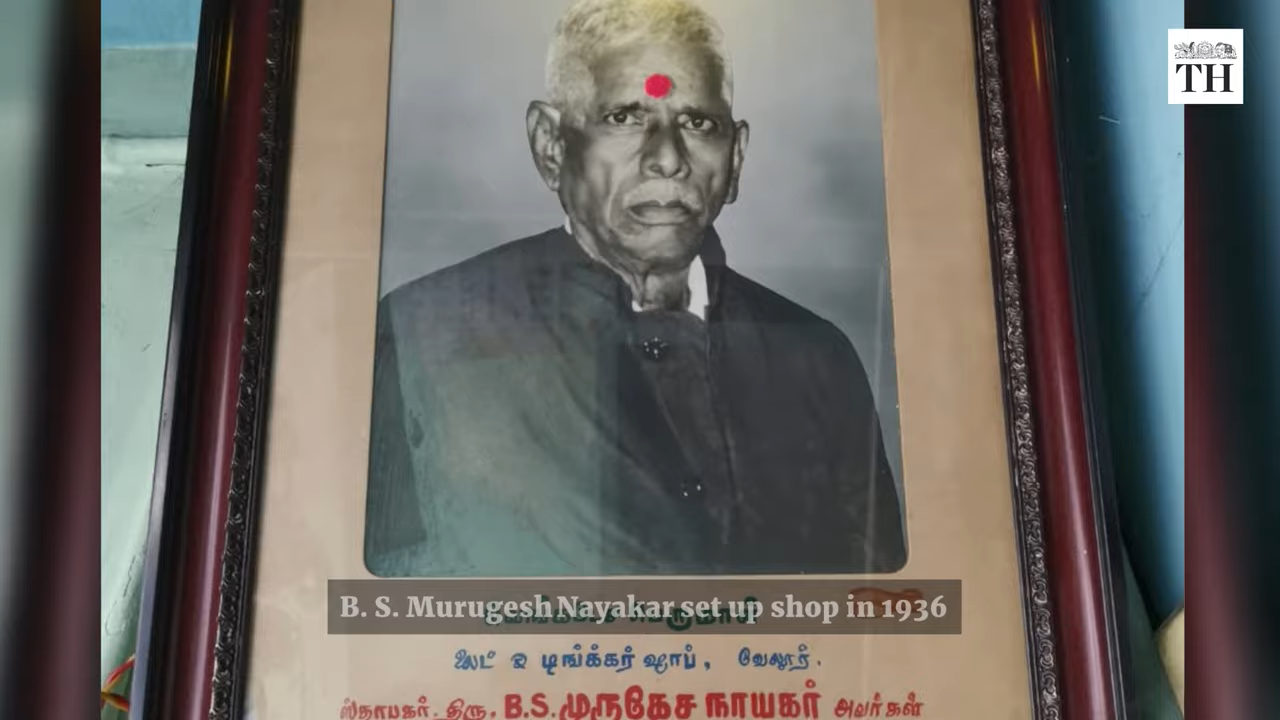 TH
B. S. Murugesh Nayakar set up shop in 1936
லைட் & டிங்க்கர் ஷாப், வேலூர்.
ஸ்தாபகர். திரு. B.S. முருகேச நாயகர் அவர்கள்